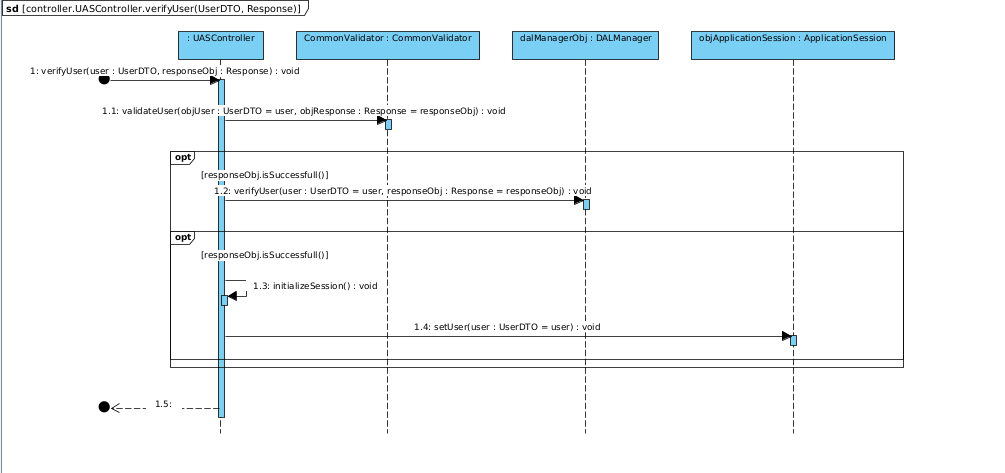 sd [controller.UASController.verifyUser(UserDTO, Response)]
: UASController
CommonValidator : CommonValidator
dalManagerObj : DALManager
objApplicationSession : ApplicationSession
1: verifyUser(user : UserDTO, responseObj : Response) : void
1.1: validateUser(objUser : UserDTO = user, objResponse : Response = responseObj) : void
opt
[responseObj.isSuccessfull()]
1.2: verifyUser(user : UserDTO = user, responseObj : Response = responseObj) : void
opt
[responseObj.isSuccessfull()]
1.3: initializeSession() : void
1.4: setUser(user : UserDTO = user) : void
1.5: